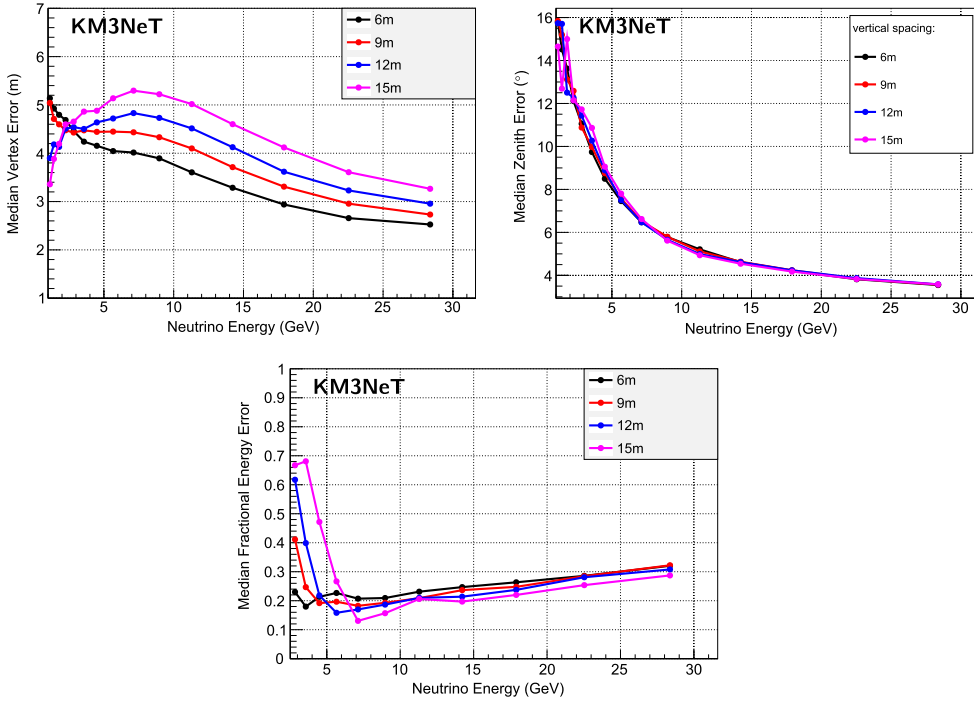 KM3NeT
6m
9m
12m
15m
Median Vertex Error (m)
7
6
5
4
3
2
1
5 10 15 20 25 30
Neutrino Energy (GeV)
KM3NeT
vertical spacing:
6m
9m
12m
15m
Median Zenith Error (°)
16
14
12
10
8
6
4
5 10 15 20 25 30
Neutrino Energy (GeV)
KM3NeT
6m
9m
12m
15m
Median Fractional Energy Error
1
0.9
0.8
0.7
0.6
0.5
0.4
0.3
0.2
0.1
0
5 10 15 20 25 30
Neutrino Energy (GeV)